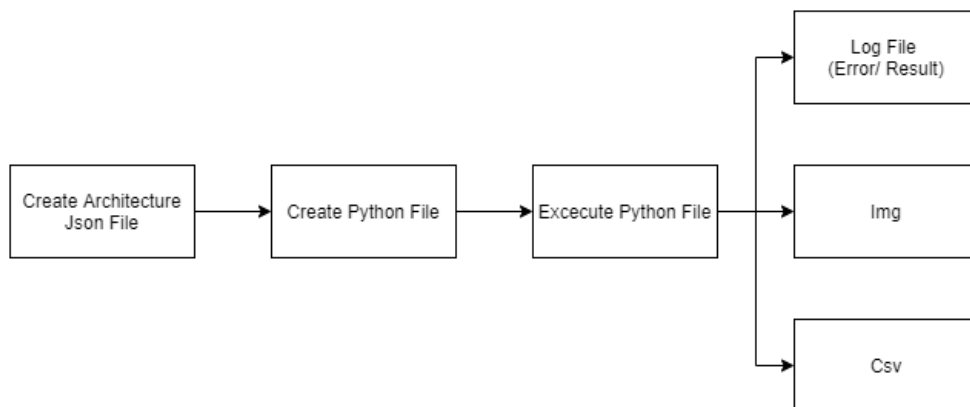 Log File
(Error/ Result)
Create Architecture
Json File
Create Python File
Excecute Python File
Img
Csv